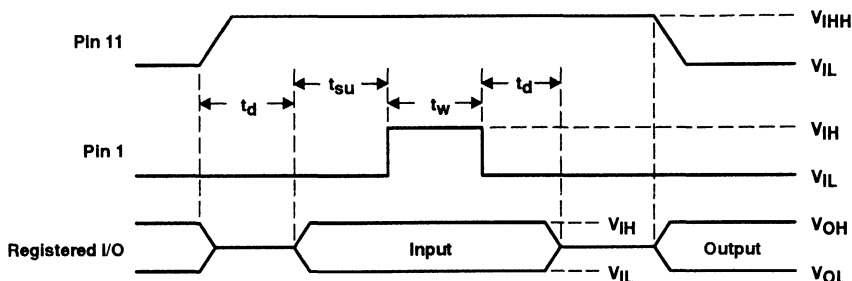 Pin 11
V_IHH
V_IL
t_d
t_su
t_w
t_d
Pin 1
V_IH
V_IL
Registered I/O
Input
V_IH
V_IL
Output
V_OH
V_OL